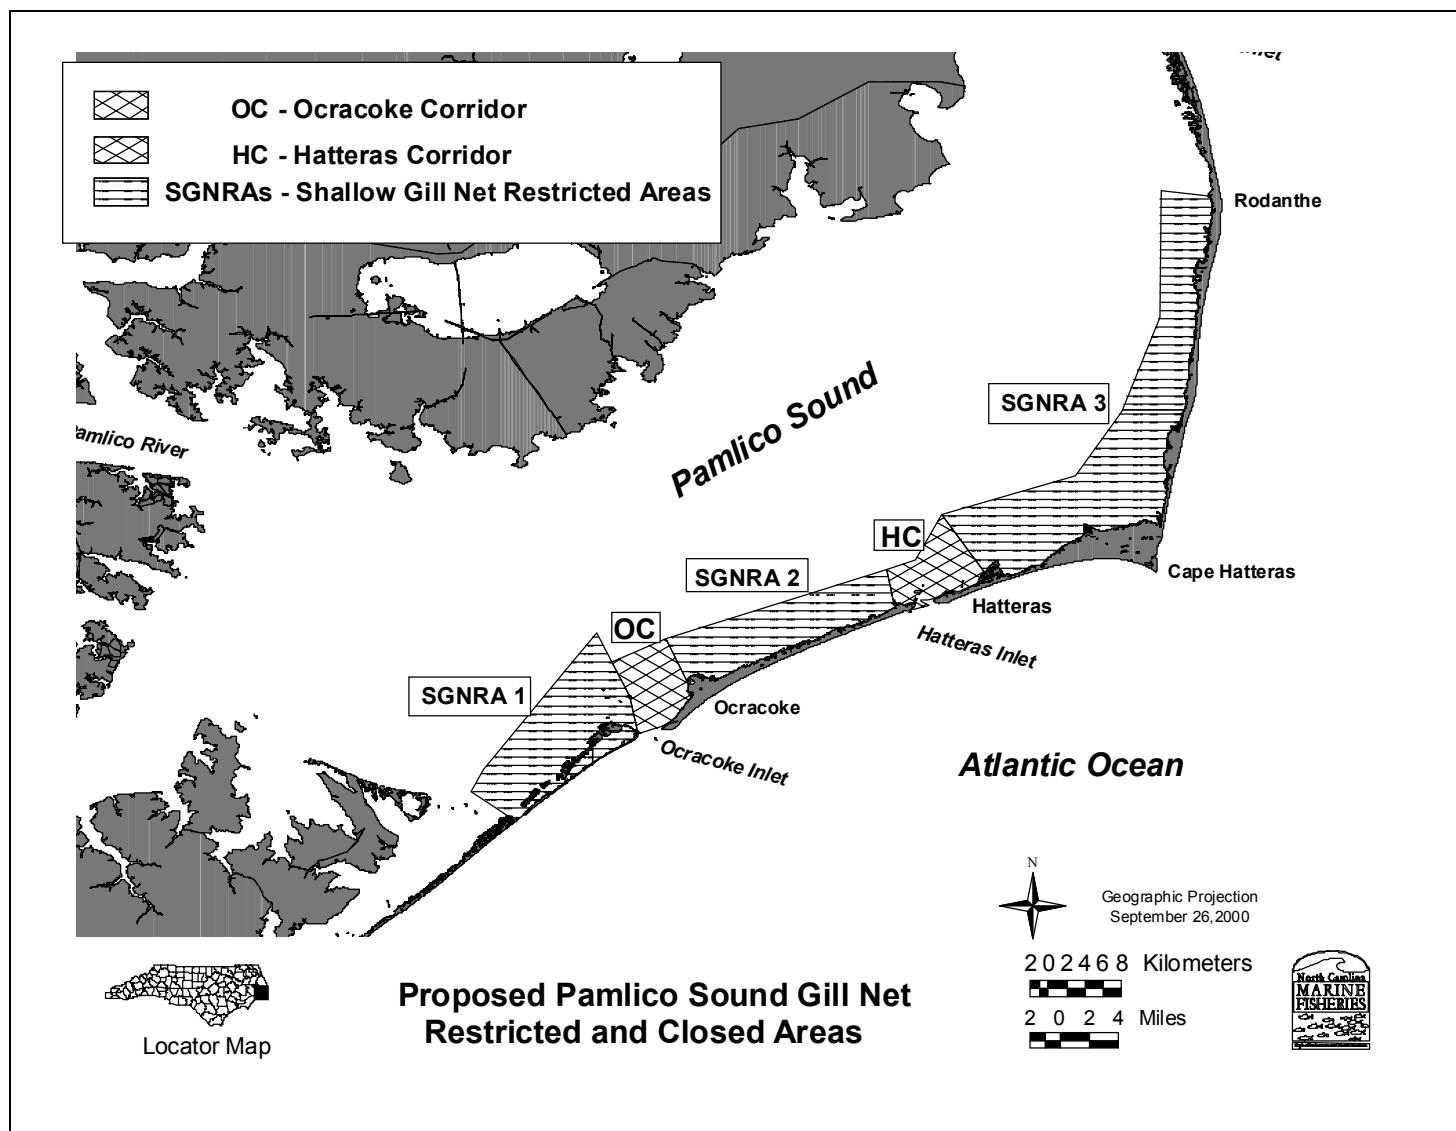 Inlet
OC - Ocracoke Corridor
HC - Hatteras Corridor
SGNRAs - Shallow Gill Net Restricted Areas
Rodanthe
SGNRA 3
Pamlico Sound
Pamlico River
HC
SGNRA 2
Cape Hatteras
Hatteras
OC
Hatteras Inlet
SGNRA 1
Ocracoke
Ocracoke Inlet
Atlantic Ocean
N
Geographic Projection
September 26,2000
2 0 2 4 6 8 Kilometers
2 0 2 4 Miles
North Carolina
MARINE
FISHERIES
Proposed Pamlico Sound Gill Net
Restricted and Closed Areas
Locator Map